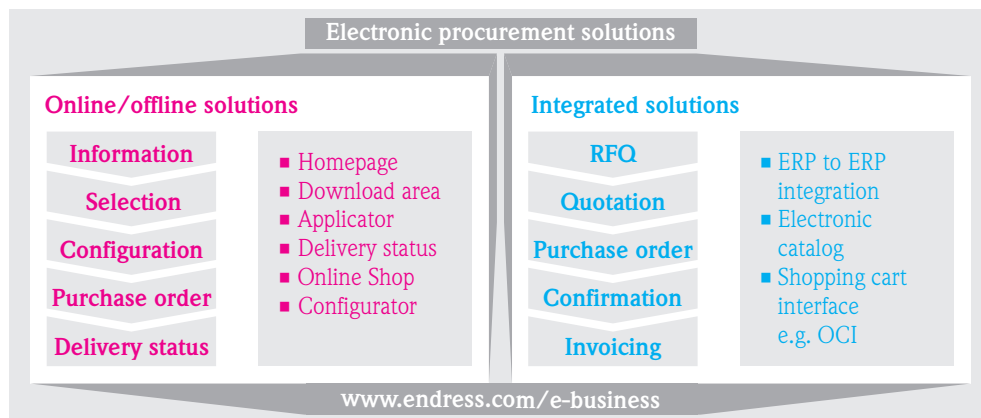 Electronic procurement solutions
Online/offline solutions
Information
Selection
Configuration
Purchase order
Delivery status
■ Homepage
■ Download area
■ Applicator
■ Delivery status
■ Online Shop
■ Configurator
Integrated solutions
RFQ
Quotation
Purchase order
Confirmation
Invoicing
■ ERP to ERP
integration
■ Electronic
catalog
■ Shopping cart
interface
e.g. OCI
www.endress.com/e-business